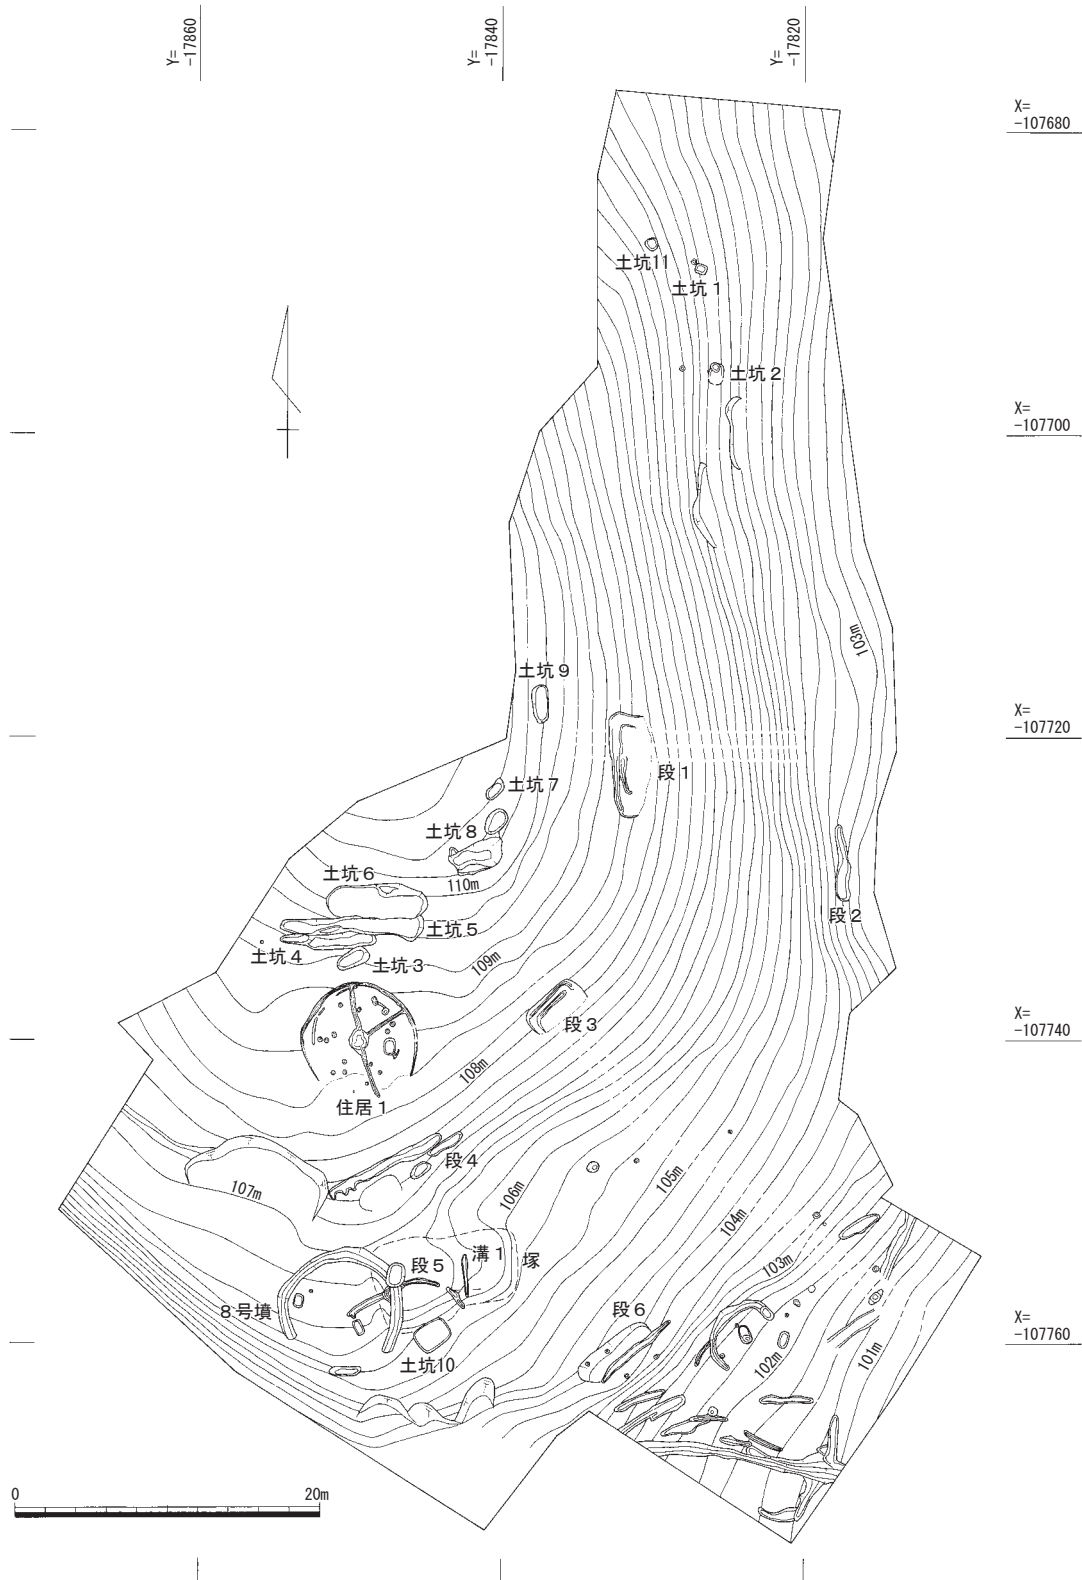 Y=
-17860
Y=
-17840
Y=
-17820
X=
-107680
土坑11
土坑1
土坑2
X=
-107700
103m
土坑9
X=
-107720
段1
土坑7
土坑8
土坑6
110m
段2
土坑5
土坑4
土坑3
109m
段3
X=
-107740
108m
住居1
段4
107m
106m
105m
104m
段5
溝1
塚
103m
8号墳
段6
X=
-107760
土坑10
102m
101m
0
20m